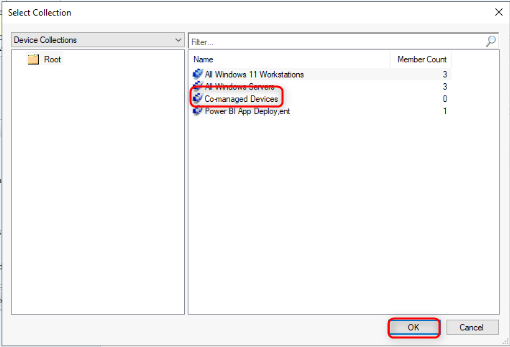 Select Collection
Device Collections
Filter...
Root
Name Member Count
All Windows 11 Workstations 3
All Windows Servers 3
Co-managed Devices 0
Power BI App Deploy,ent 1
OK Cancel